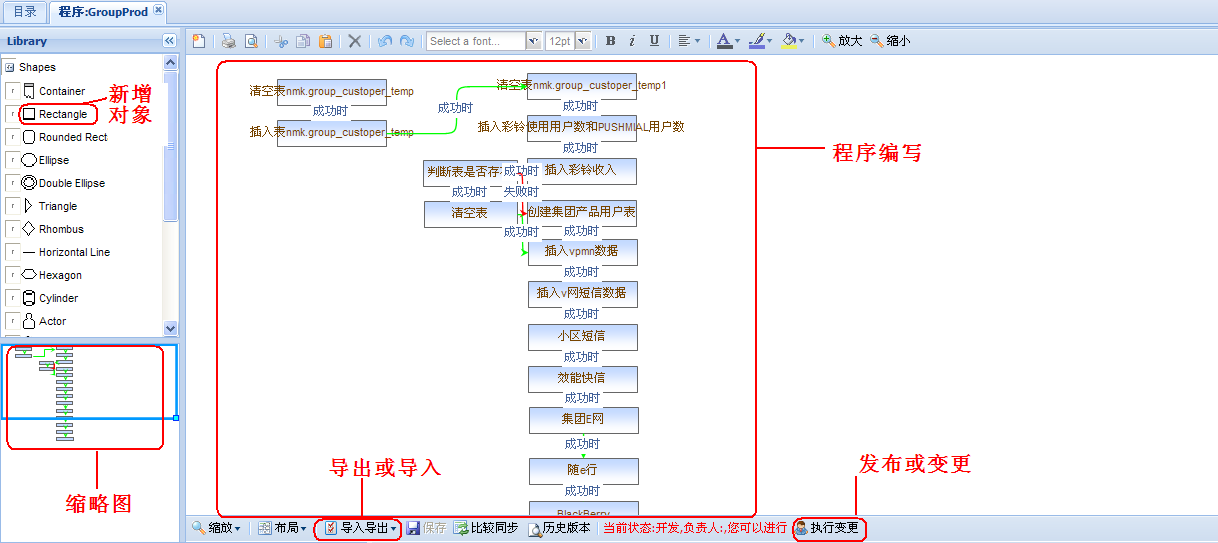 目录
程序:GroupProd
Library
Select a font...
12pt
B
i
U
A
放大
缩小
Shapes
Container
Rectangle
Rounded Rect
Ellipse
Double Ellipse
Triangle
Rhombus
Horizontal Line
Hexagon
Cylinder
Actor
新增
对象
清空表nmk.group_custoper_temp
成功时
插入表nmk.group_custoper_temp
成功时
清空表nmk.group_custoper_temp1
成功时
插入彩铃使用用户数和PUSHMIAL用户数
成功时
插入彩铃收入
判断表是否存
成功时
成功时
失败时
清空表
创建集团产品用户表
成功时
成功时
插入vpmn数据
成功时
插入v网短信数据
成功时
小区短信
成功时
效能快信
成功时
集团E网
成功时
随e行
成功时
BlackBerry
程序编写
缩略图
导出或导入
发布或变更
缩放
布局
导入导出
保存
比较同步
历史版本
当前状态:开发,负责人:,您可以进行
执行变更